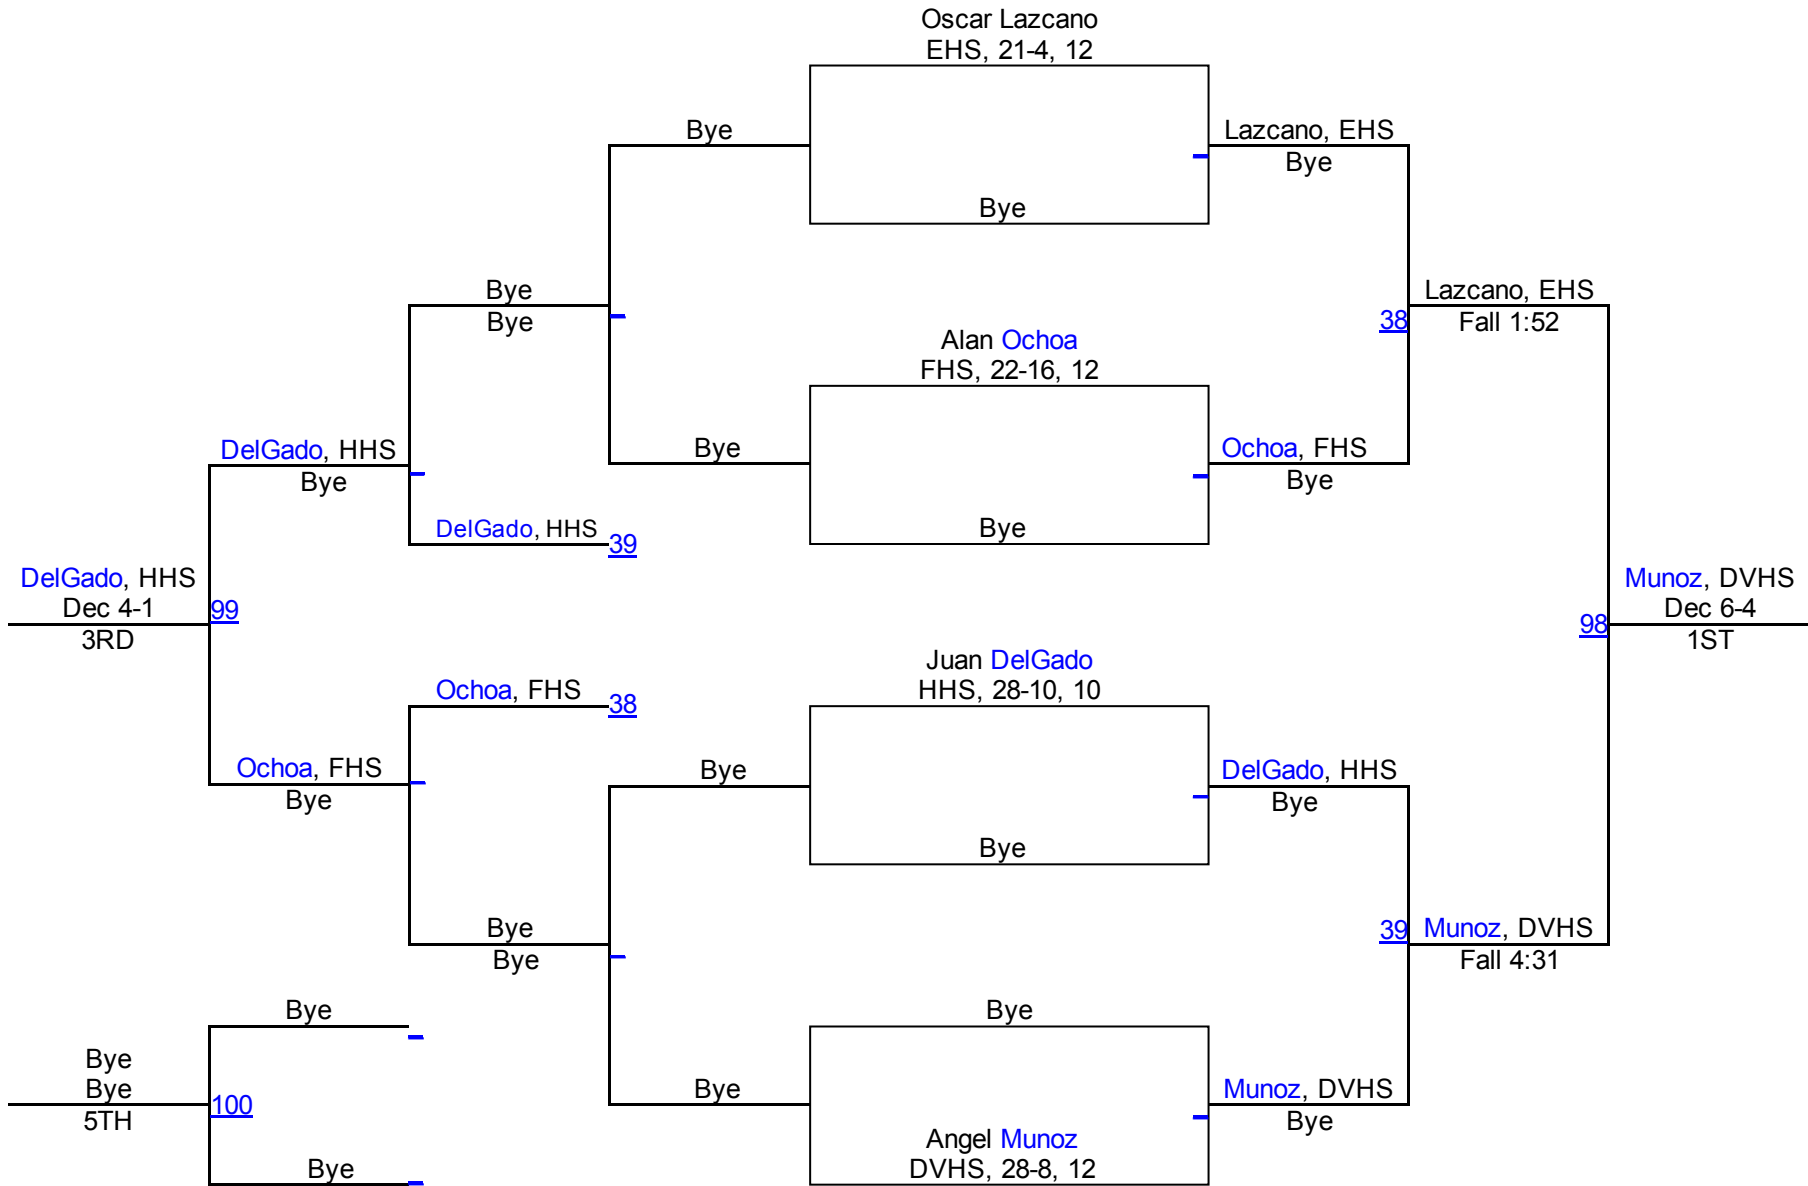 Oscar Lazcano
EHS, 21-4, 12
Bye
Lazcano, EHS
Bye
Bye
Bye
Bye
Lazcano, EHS
38
Fall 1:52
Alan Ochoa
FHS, 22-16, 12
DelGado, HHS
Bye
Bye
Ochoa, FHS
Bye
DelGado, HHS
39
Bye
DelGado, HHS
Dec 4-1
99
3RD
Munoz, DVHS
Dec 6-4
98
1ST
Juan DelGado
HHS, 28-10, 10
Ochoa, FHS
38
Ochoa, FHS
Bye
Bye
DelGado, HHS
Bye
Bye
Bye
Bye
39
Munoz, DVHS
Fall 4:31
Bye
Bye
Bye
Bye
100
5TH
Bye
Munoz, DVHS
Bye
Angel Munoz
DVHS, 28-8, 12
Bye